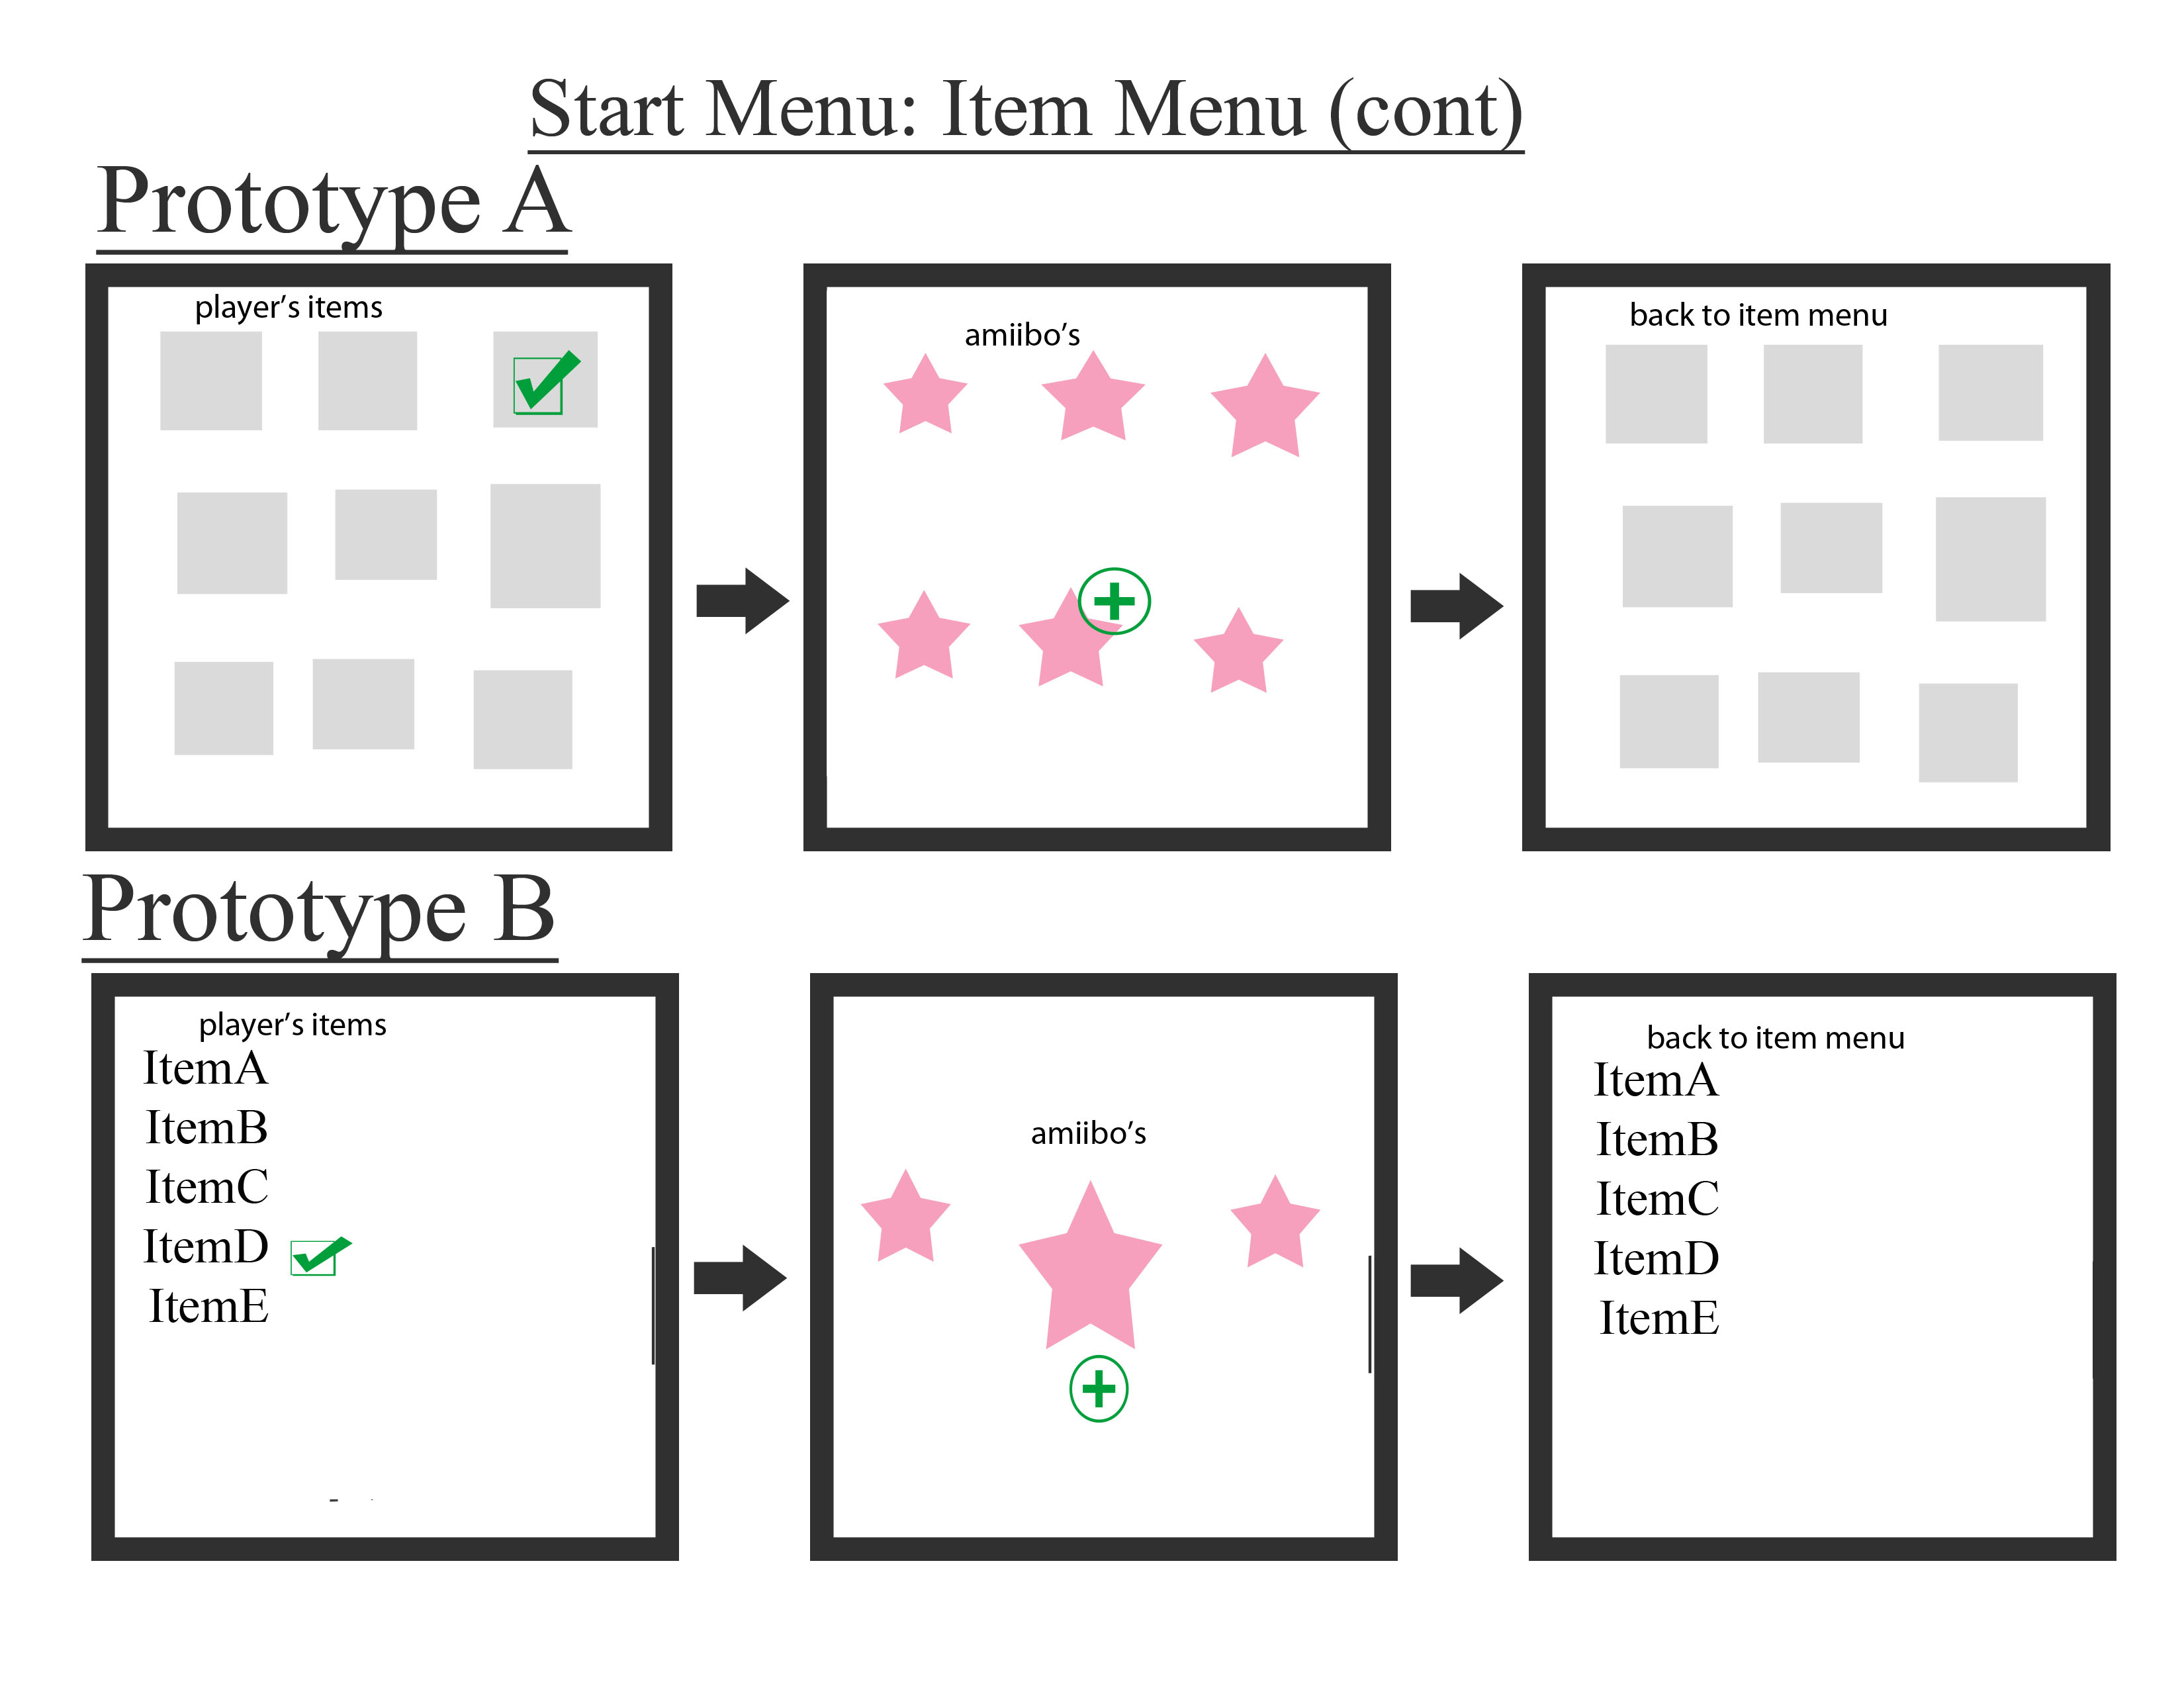 Start Menu: Item Menu (cont)
Prototype A
player's items
amiibo's
back to item menu
Prototype B
player's items
ItemA
ItemB
ItemC
ItemD
ItemE
amiibo's
back to item menu
ItemA
ItemB
ItemC
ItemD
ItemE